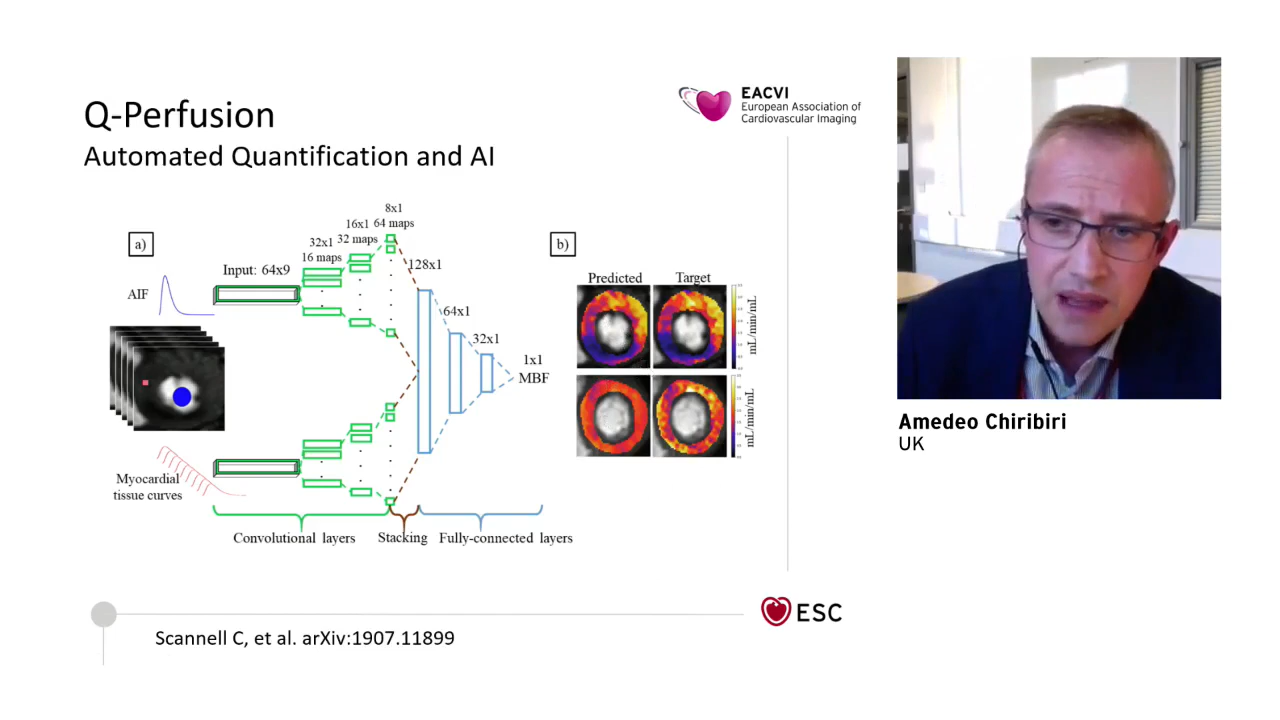 Q-Perfusion
Automated Quantification and AI
EACVI
European Association of
Cardiovascular Imaging
a)
AIF
Input: 64x9
32x1
16 maps
16x1
32 maps
8x1
64 maps
128x1
64x1
32x1
1x1
MBF
Myocardial
tissue curves
Convolutional layers
Stacking
Fully-connected layers
b)
Predicted
Target
mL/min/mL
mL/min/mL
Amedeo Chiribiri
UK
ESC
Scannell C, et al. arXiv:1907.11899